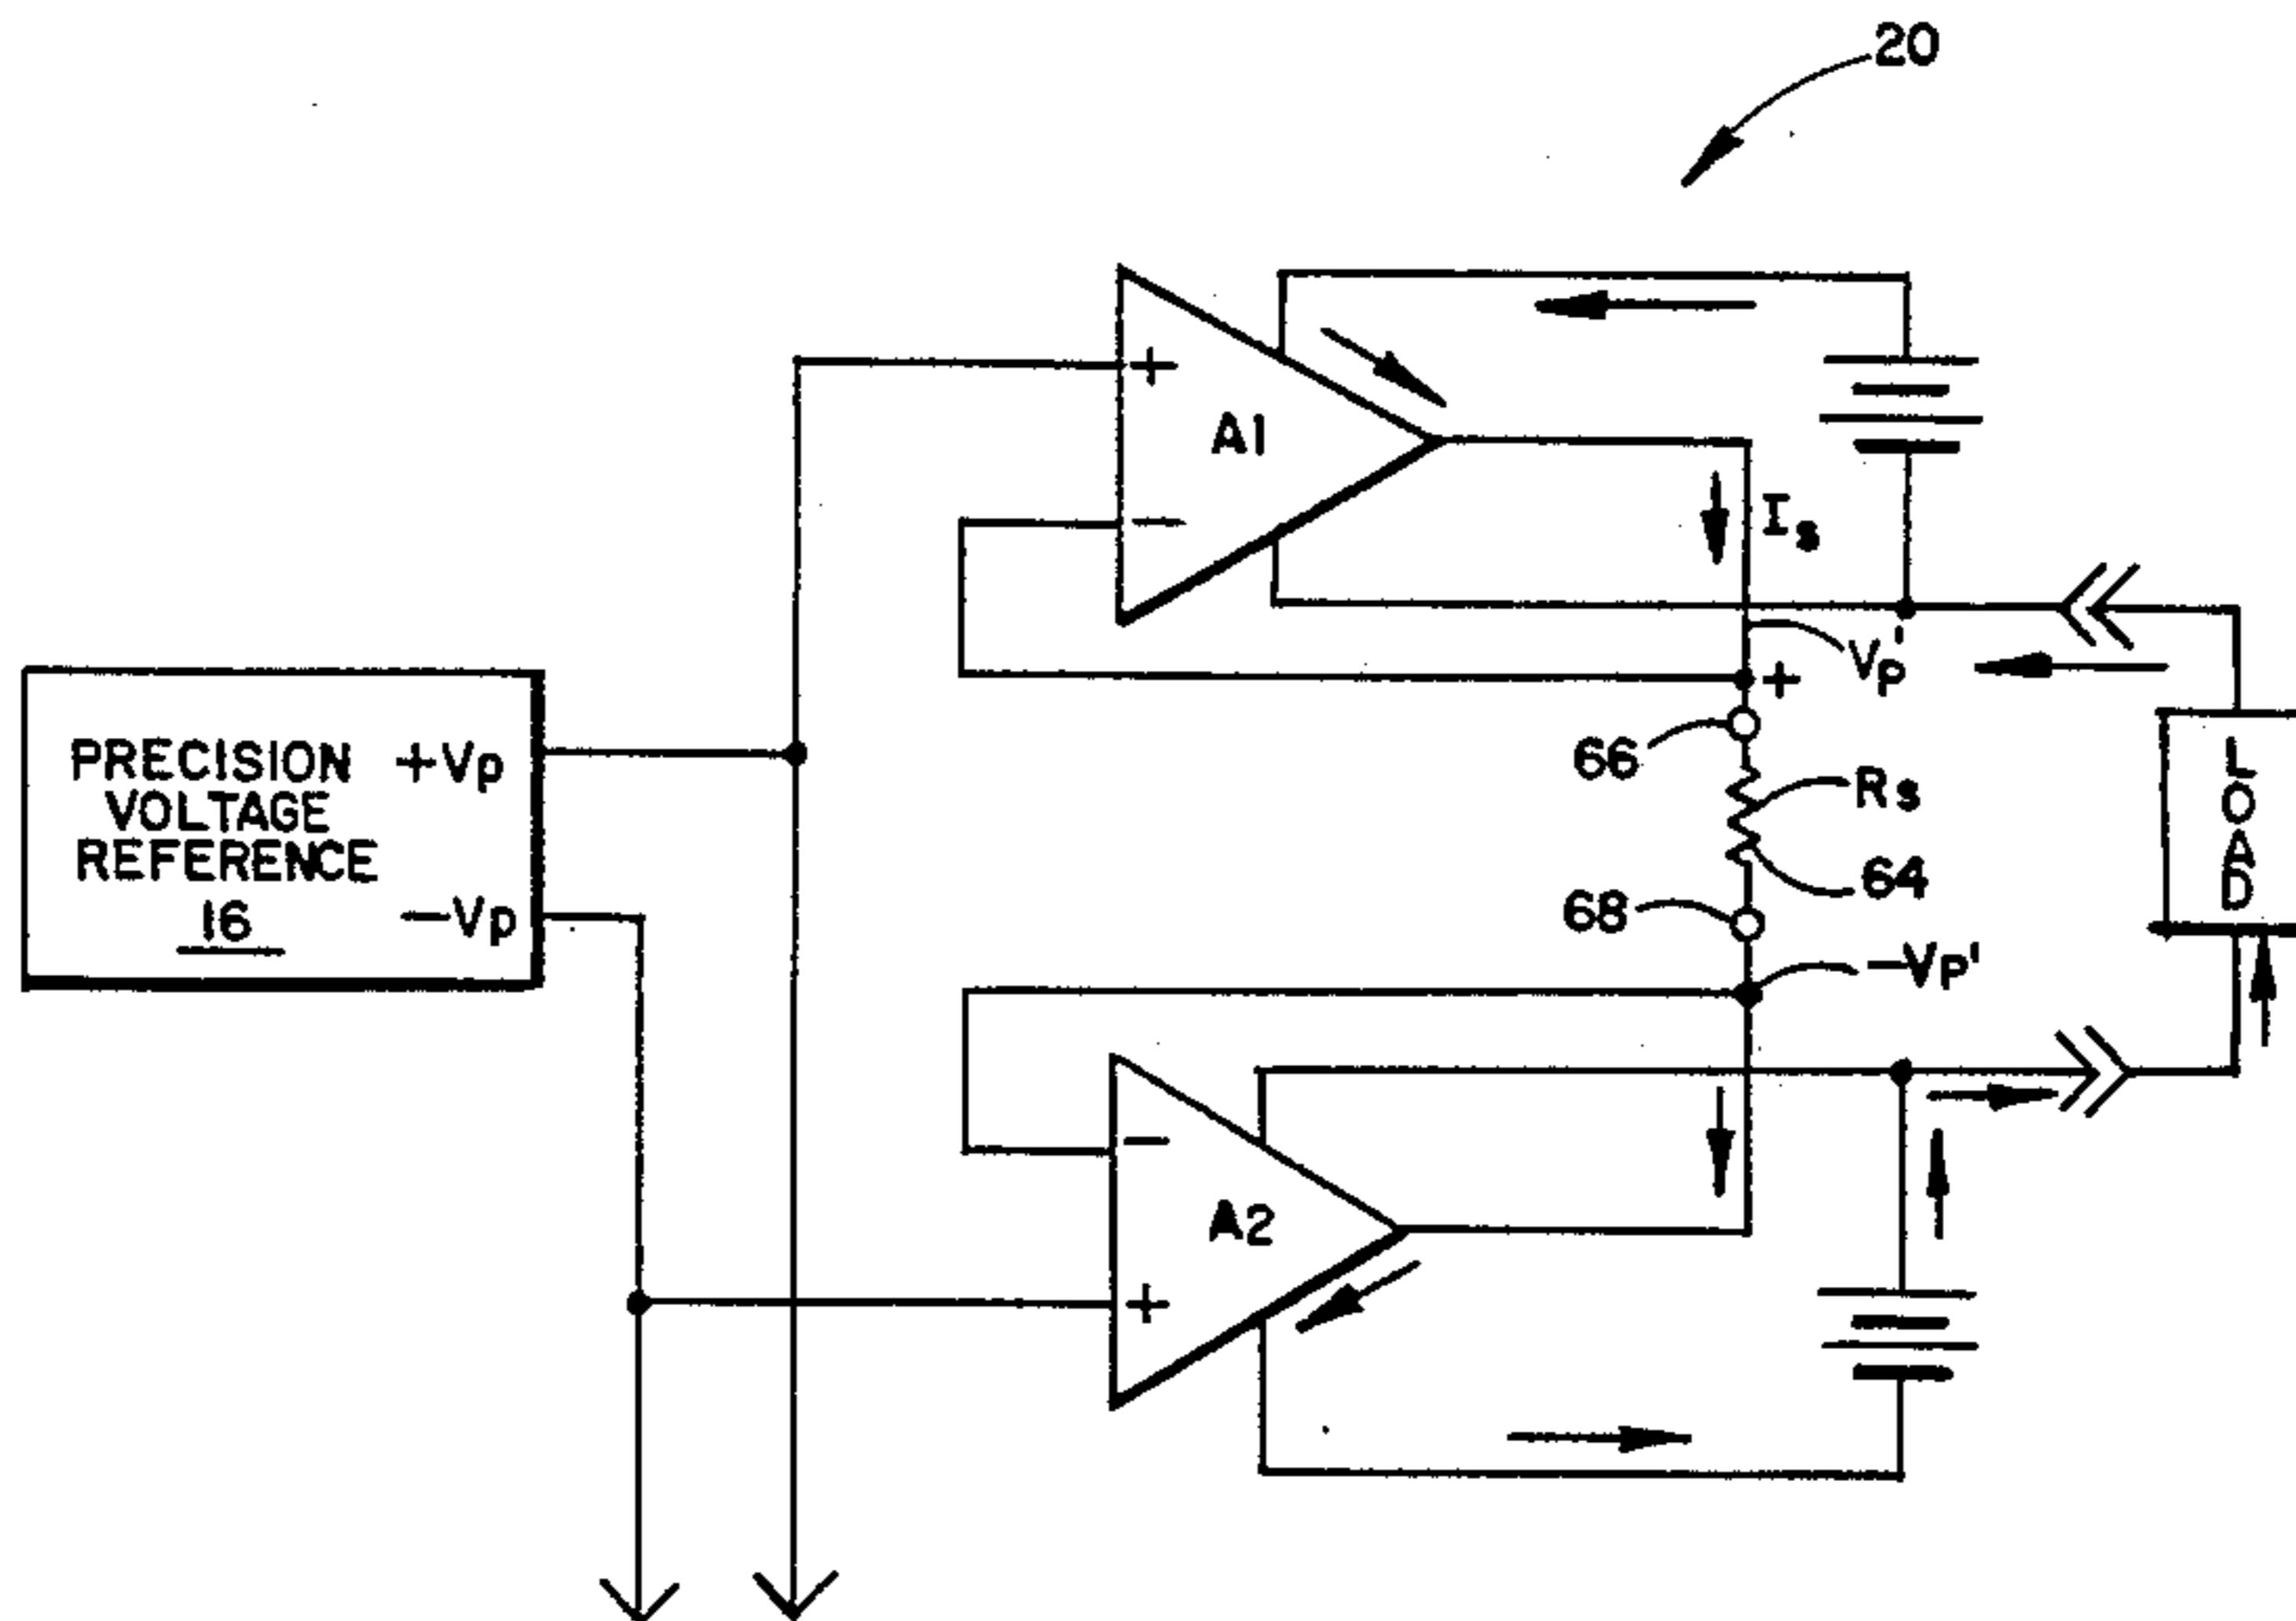 20
+
A1
−
Is
Vp'
+
66
Rs
64
68
−Vp'
LOAD
PRECISION +Vp
VOLTAGE
REFERENCE
16 −Vp
−
A2
+